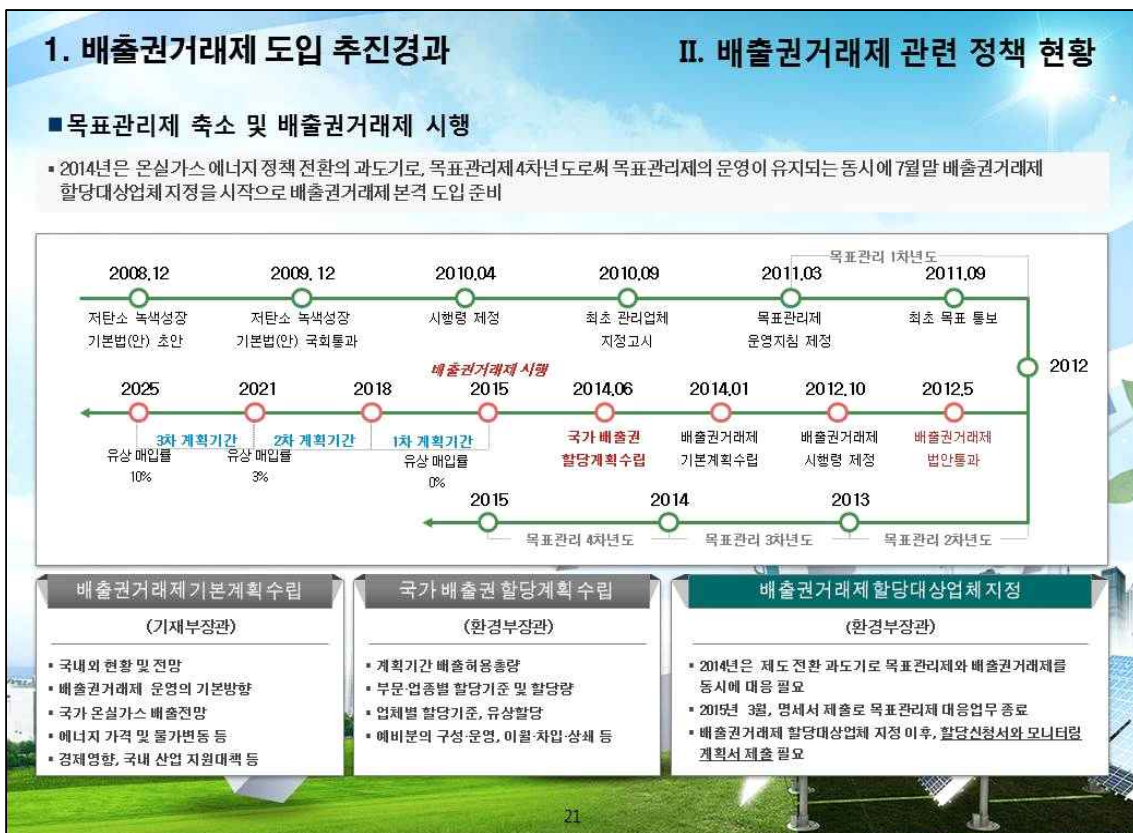 1. 배출권거래제 도입 추진경과
II. 배출권거래제 관련 정책 현황
■목표관리제 축소 및 배출권거래제 시행
▪ 2014년은 온실가스 에너지 정책 전환의 과도기로, 목표관리제 4차년도로써 목표관리제의 운영이 유지되는 동시에 7월말 배출권거래제
할당대상업체 지정을 시작으로 배출권거래제 본격 도입 준비
목표관리 1차년도
2008.12
2009.12
2010.04
2010.09
2011.03
2011.09
저탄소 녹색성장
기본법(안) 초안
저탄소 녹색성장
기본법(안) 국회통과
시행령 제정
최초 관리업체
지정고시
목표관리제
운영지침 제정
최초 목표 통보
2012
배출권거래제 시행
2025
2021
2018
2015
2014.06
2014.01
2012.10
2012.5
3차 계획기간
2차 계획기간
1차 계획기간
유상 매입률
10%
유상 매입률
3%
유상 매입률
0%
국가 배출권
할당계획수립
배출권거래제
기본계획수립
배출권거래제
시행령 제정
배출권거래제
법안통과
2015
2014
2013
목표관리 4차년도
목표관리 3차년도
목표관리 2차년도
배출권거래제기본계획수립
(기재부장관)
▪ 국내외 현황 및 전망
▪ 배출권거래제 운영의 기본방향
▪ 국가 온실가스 배출전망
▪ 에너지 가격 및 물가변동 등
▪ 경제영향, 국내 산업 지원대책 등
국가 배출권 할당계획수립
(환경부장관)
▪ 계획기간 배출허용총량
▪ 부문·업종별 할당기준 및 할당량
▪ 업체별 할당기준, 유상할당
▪ 예비분의 구성·운영, 이월·차입·상쇄 등
배출권거래제할당대상업체 지정
(환경부장관)
▪ 2014년은 제도 전환 과도기로 목표관리제와 배출권거래제를
동시에 대응 필요
▪ 2015년 3월, 명세서 제출로 목표관리제 대응업무 종료
▪ 배출권거래제 할당대상업체 지정 이후, 할당신청서와 모니터링
계획서 제출 필요
21